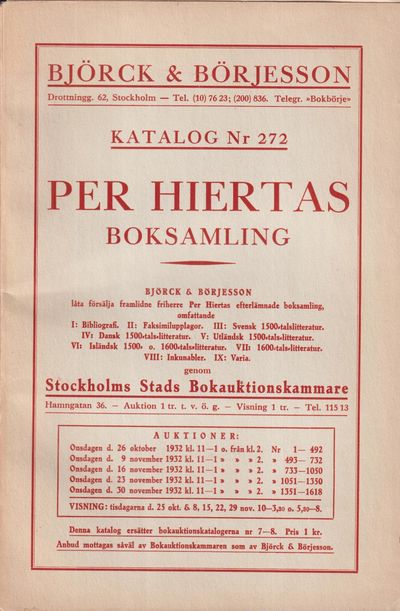 BJÖRCK & BÖRJESSON
Drottningg. 62, Stockholm — Tel. (10) 76 23; (200) 836. Telegr. »Bokbörje»
KATALOG Nr 272
PER HIERTAS
BOKSAMLING
BJÖRCK & BÖRJESSON
låta försälja framlidne friherre Per Hiertas efterlämnade boksamling,
omfattande
I: Bibliografi. II: Faksimilupplagor. III: Svensk 1500-talslitteratur.
IV: Dansk 1500-talslitteratur. V: Utländsk 1500-talslitteratur.
VI: Isländsk 1500- o. 1600-talslitteratur. VII: 1600-talslitteratur.
VIII: Inkunabler. IX: Varia.
genom
Stockholms Stads Bokauktionskammare
Hamngatan 36. — Auktion 1 tr. t. v. ö. g. — Visning 1 tr. — Tel. 115 13
AUKTIONER:
Onsdagen d. 26 oktober 1932 kl. 11—1 o. från kl. 2. Nr 1— 492
Onsdagen d. 9 november 1932 kl. 11—1 » » » 2. » 493— 732
Onsdagen d. 16 november 1932 kl. 11—1 » » » 2. » 733—1050
Onsdagen d. 23 november 1932 kl. 11—1 » » » 2. » 1051—1350
Onsdagen d. 30 november 1932 kl. 11—1 » » » 2. » 1351—1618
VISNING: tisdagarna d. 25 okt. & 8, 15, 22, 29 nov. 10—3,30 o. 5,30—8.
Denna katalog ersätter bokauktionskatalogerna nr 7—8. Pris 1 kr.
Anbud mottagas såväl av Bokauktionskammaren som av Björck & Börjesson.